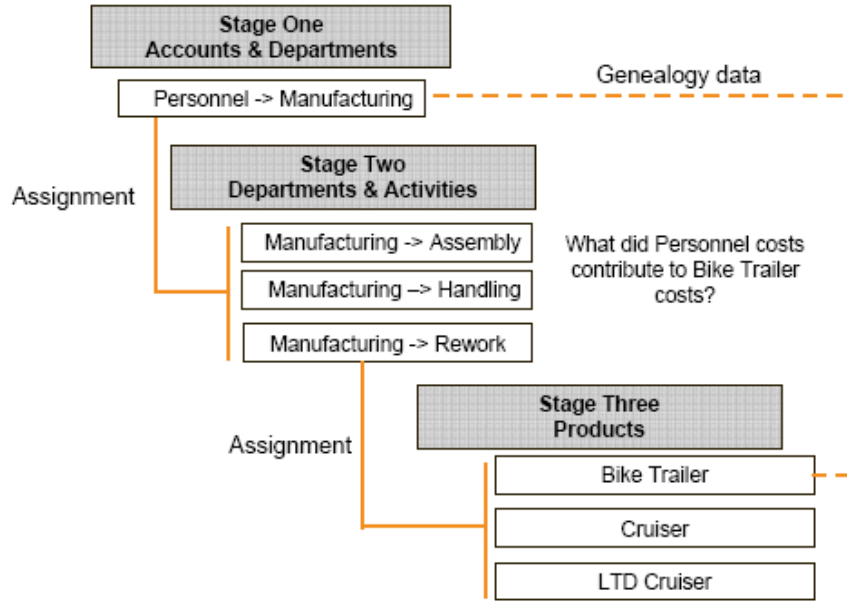 Stage One
Accounts & Departments
Genealogy data
Personnel -> Manufacturing
Stage Two
Departments & Activities
Assignment
Manufacturing -> Assembly
What did Personnel costs
contribute to Bike Trailer
costs?
Manufacturing –> Handling
Manufacturing -> Rework
Stage Three
Products
Assignment
Bike Trailer
Cruiser
LTD Cruiser